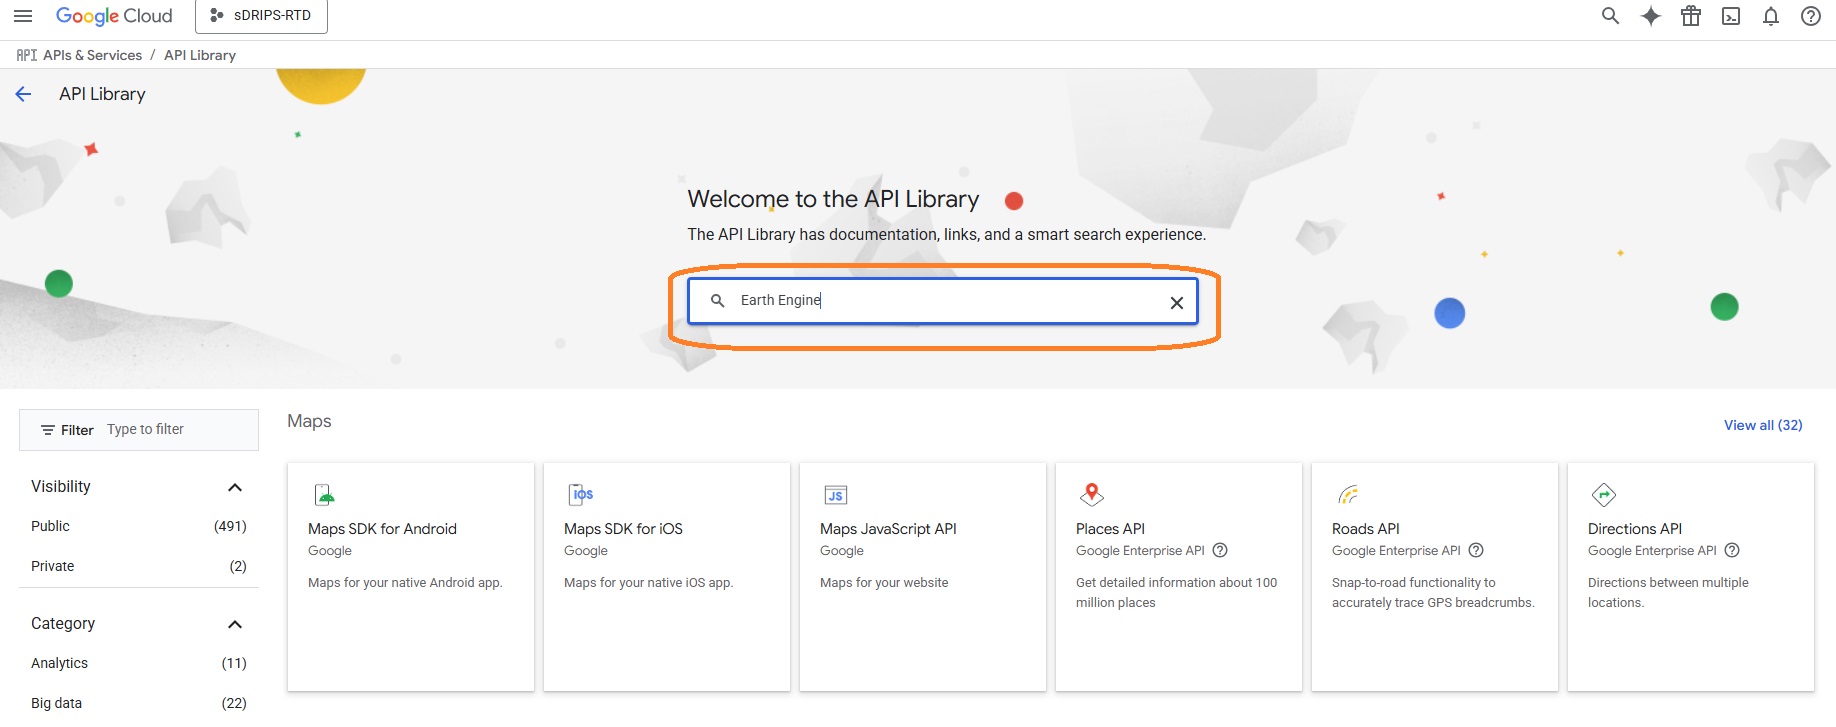 Google Cloud
sDRIPS-RTD
API APIs & Services / API Library
API Library
Welcome to the API Library
The API Library has documentation, links, and a smart search experience.
Earth Engine
Filter Type to filter
Visibility
Public (491)
Private (2)
Category
Analytics (11)
Big data (22)
Maps
View all (32)
Maps SDK for Android
Google
Maps for your native Android app.
iOS
Maps SDK for iOS
Google
Maps for your native iOS app.
JS
Maps JavaScript API
Google
Maps for your website
Places API
Google Enterprise API
Get detailed information about 100
million places
Roads API
Google Enterprise API
Snap-to-road functionality to
accurately trace GPS breadcrumbs.
Directions API
Google Enterprise API
Directions between multiple
locations.